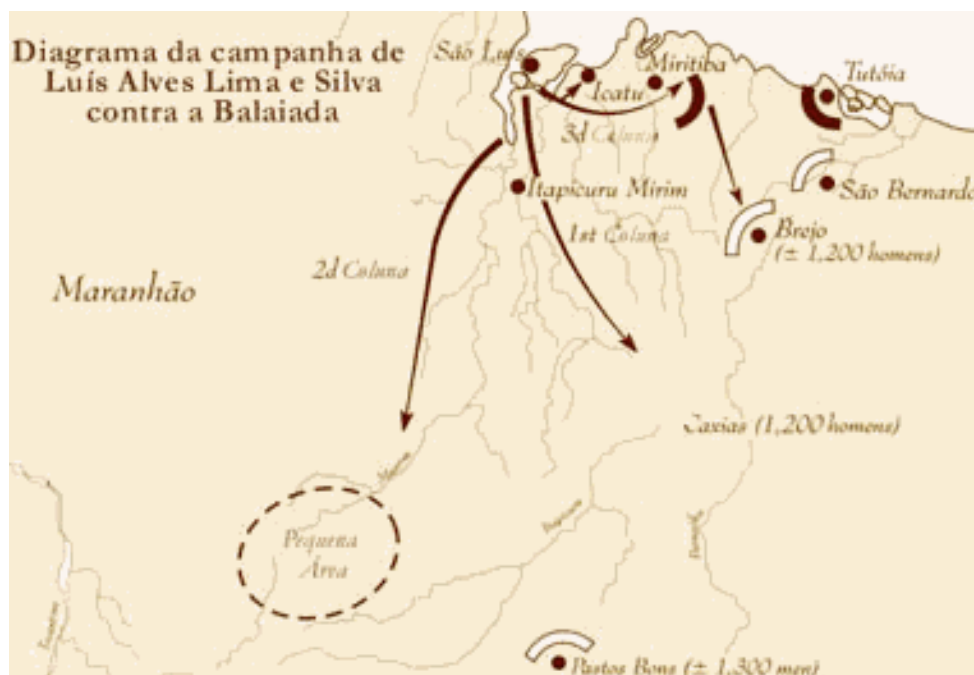 Diagrama da campanha de
Luís Alves Lima e Silva
contra a Balaiada
São Luís
Icatu
Miritiba
Tutóia
3d Coluna
Itapicuru Mirim
São Bernardo
1st Coluna
Brejo
(± 1,200 homens)
2d Coluna
Maranhão
Caxias (1,200 homens)
Pequena
Área
Parnaíba
Pastos Bons (± 1,300 men)